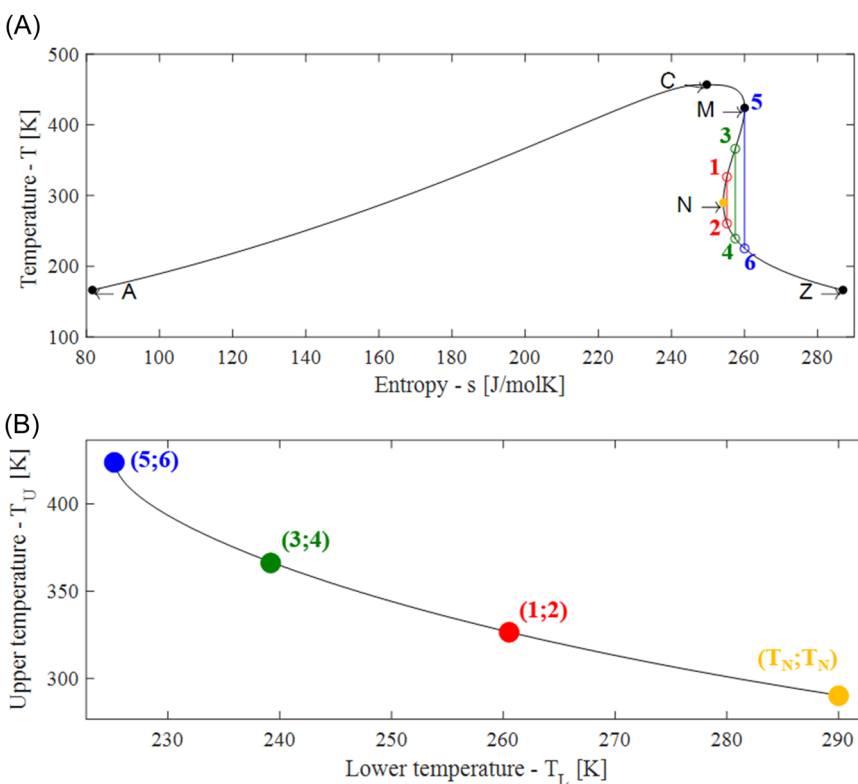 (A)
500
400
300
200
100
Temperature - T [K]
C
M
5
3
1
N
2
4
6
A
Z
80
100
120
140
160
180
200
220
240
260
280
Entropy - s [J/molK]
(B)
400
350
300
Upper temperature - T_U [K]
(5;6)
(3;4)
(1;2)
(T_N;T_N)
230
240
250
260
270
280
290
Lower temperature - T_L [K]